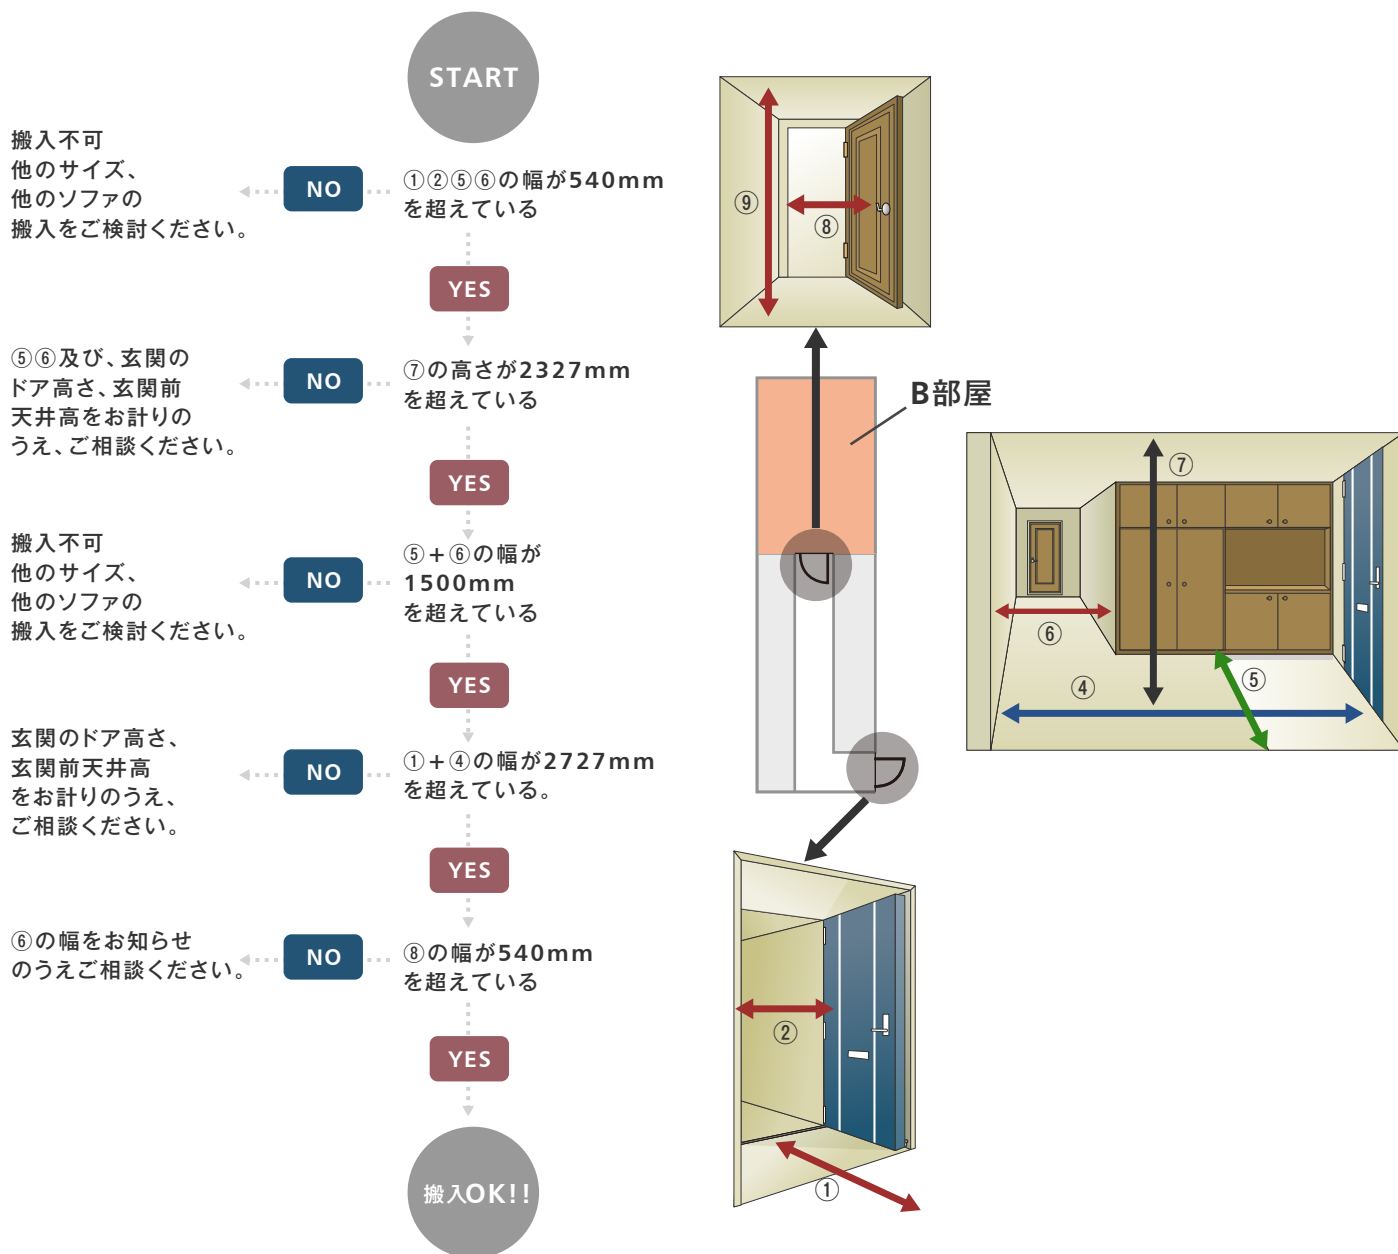 START
搬入不可
他のサイズ、
他のソファの
搬入をご検討ください。
NO
①②⑤⑥の幅が540mm
を超えている
YES
⑤⑥及び、玄関の
ドア高さ、玄関前
天井高をお計りの
うえ、ご相談ください。
NO
⑦の高さが2327mm
を超えている
YES
搬入不可
他のサイズ、
他のソファの
搬入をご検討ください。
NO
⑤+⑥の幅が
1500mm
を超えている
YES
玄関のドア高さ、
玄関前天井高
をお計りのうえ、
ご相談ください。
NO
①+④の幅が2727mm
を超えている。
YES
⑥の幅をお知らせ
のうえご相談ください。
NO
⑧の幅が540mm
を超えている
YES
搬入OK!!
⑨
⑧
B部屋
⑦
⑥
④
⑤
②
①